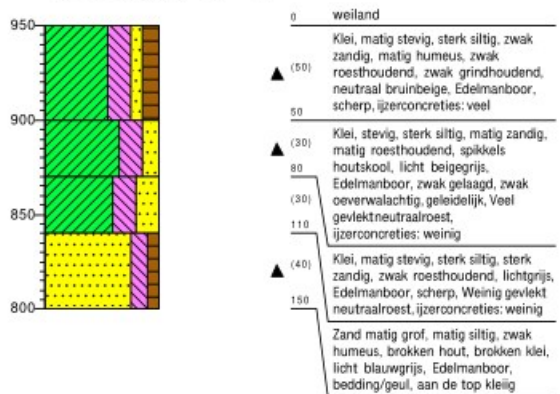 950
900
850
800
0 weiland
Klei, matig stevig, sterk siltig, zwak
zandig, matig humeus, zwak
(50) roesthoudend, zwak grindhoudend,
neutraal bruinbeige, Edelmanboor,
scherp, ijzerconcreties: veel
50
Klei, stevig, sterk siltig, matig zandig,
(30) matig roesthoudend, spikkels
80 houtskool, licht beigegrijs,
Edelmanboor, zwak gelaagd, zwak
(30) oeverwalachtig, geleidelijk, Veel
gevlektneutraalroest,
110 ijzerconcreties: weinig
Klei, matig stevig, sterk siltig, sterk
(40) zandig, zwak roesthoudend, lichtgrijs,
Edelmanboor, scherp, Weinig gevlekt
150 neutraalroest, ijzerconcreties: weinig
Zand matig grof, matig siltig, zwak
humeus, brokken hout, brokken klei,
licht blauwgrijs, Edelmanboor,
bedding/geul, aan de top kleiig